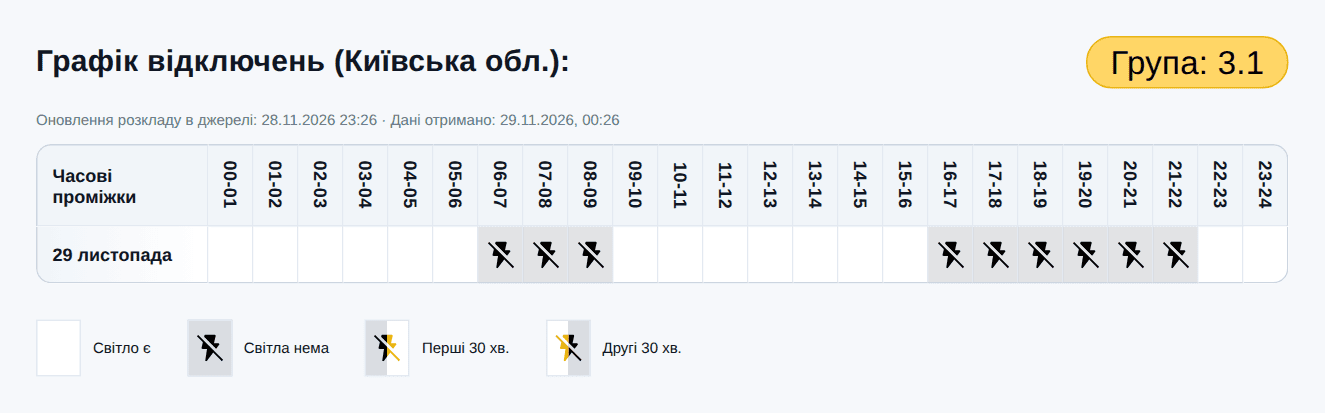 Графік відключень (Київська обл.):
Група: 3.1
Оновлення розкладу в джерелі: 28.11.2026 23:26 · Дані отримано: 29.11.2026, 00:26
Часові
проміжки
00-01
01-02
02-03
03-04
04-05
05-06
06-07
07-08
08-09
09-10
10-11
11-12
12-13
13-14
14-15
15-16
16-17
17-18
18-19
19-20
20-21
21-22
22-23
23-24
29 листопада
Світло є
Світла нема
Перші 30 хв.
Другі 30 хв.